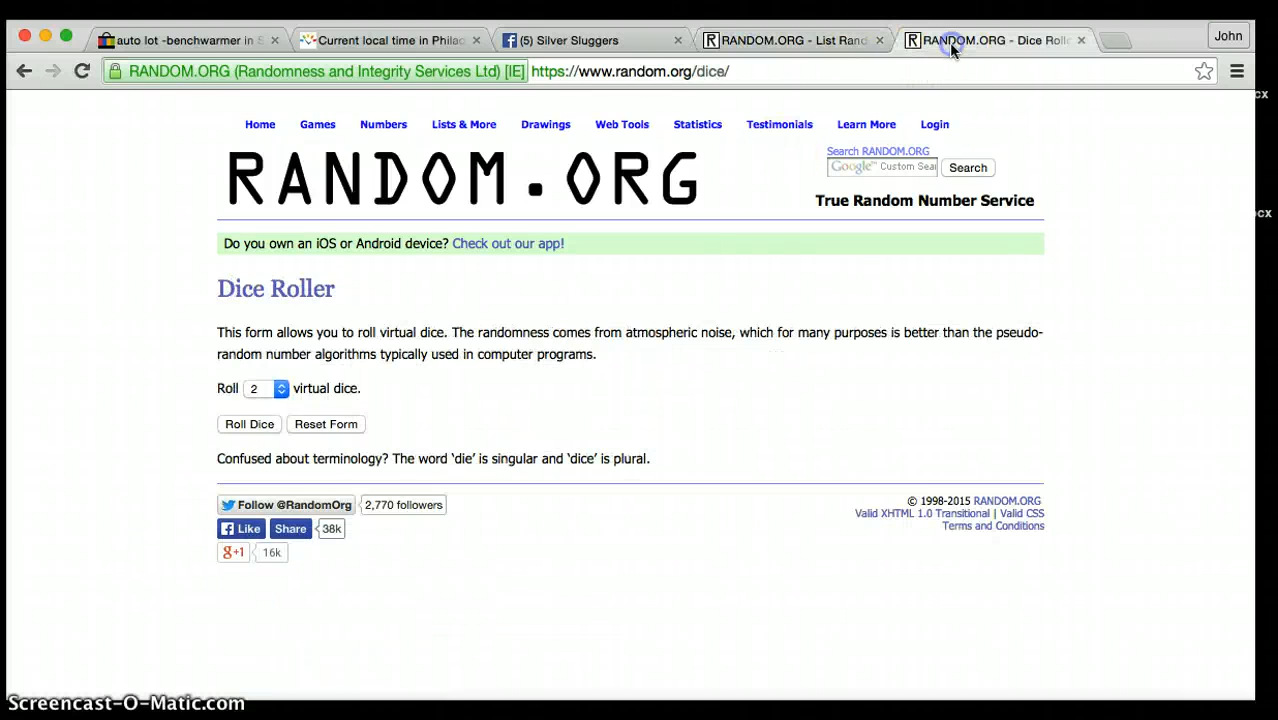 auto lot -benchwarmer in S
Current local time in Philad
(5) Silver Sluggers
RANDOM.ORG - List Rand
RANDOM.ORG - Dice Rolle
John
RANDOM.ORG (Randomness and Integrity Services Ltd) [IE] https://www.random.org/dice/
cx
Home Games Numbers Lists & More Drawings Web Tools Statistics Testimonials Learn More Login
RANDOM.ORG
Search RANDOM.ORG
Google™ Custom Sear Search
True Random Number Service
cx
Do you own an iOS or Android device? Check out our app!
Dice Roller
This form allows you to roll virtual dice. The randomness comes from atmospheric noise, which for many purposes is better than the pseudo-
random number algorithms typically used in computer programs.
Roll 2 virtual dice.
Roll Dice Reset Form
Confused about terminology? The word ‘die’ is singular and ‘dice’ is plural.
Follow @RandomOrg 2,770 followers
Like Share 38k
g+1 16k
© 1998-2015 RANDOM.ORG
Valid XHTML 1.0 Transitional | Valid CSS
Terms and Conditions
Screencast-O-Matic.com